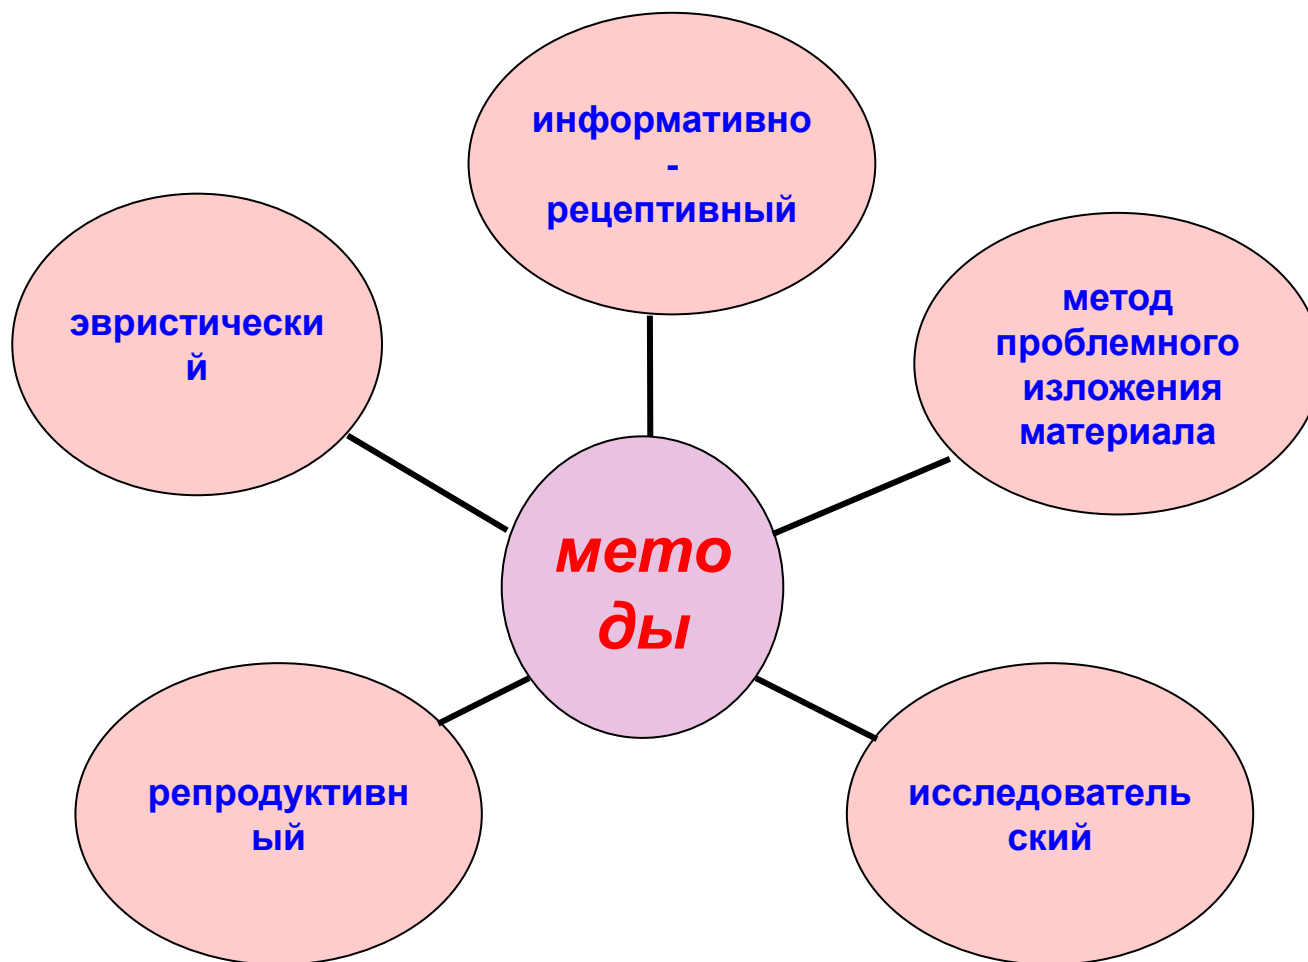 информативно
-
рецептивный
эвристически
й
метод
проблемного
изложения
материала
мето
ды
репродуктивн
ый
исследователь
ский